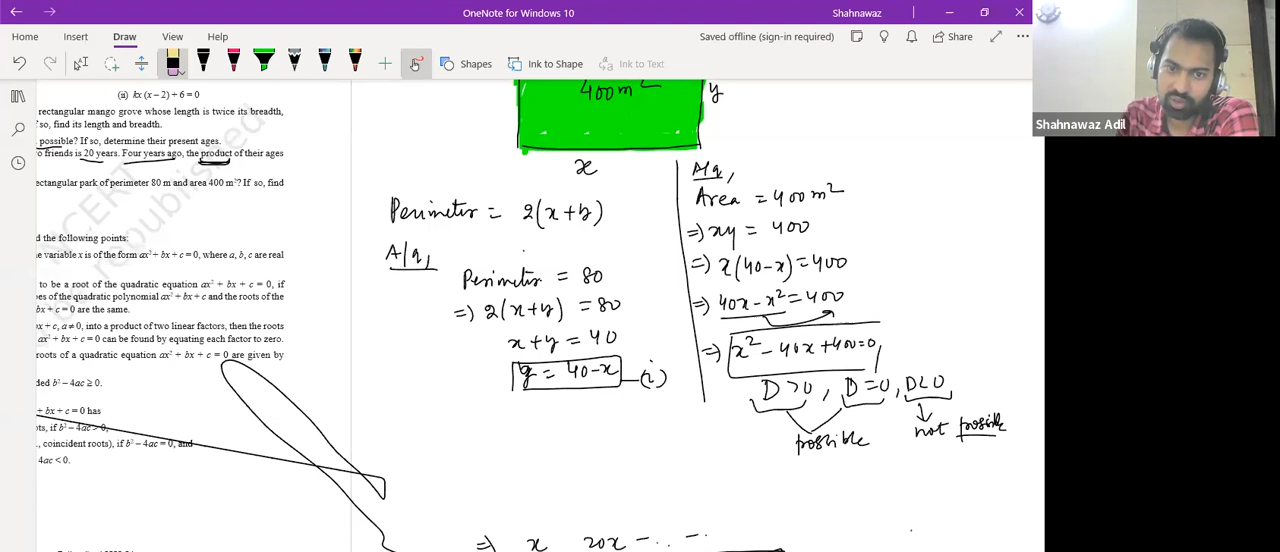 OneNote for Windows 10
Shahnawaz
Home Insert Draw View Help
Saved offline (sign-in required)
Share
Shapes
Ink to Shape
Ink to Text
Shahnawaz Adil
(ii) kx (x – 2) + 6 = 0
rectangular mango grove whose length is twice its breadth,
f so, find its length and breadth.
possible? If so, determine their present ages.
o friends is 20 years. Four years ago, the product of their ages
ectangular park of perimeter 80 m and area 400 m²? If so, find
NCERT
republished
d the following points:
e variable x is of the form ax² + bx + c = 0, where a, b, c are real
to be a root of the quadratic equation ax² + bx + c = 0, if
es of the quadratic polynomial ax² + bx + c and the roots of the
bx + c = 0 are the same.
x + c, a ≠ 0, into a product of two linear factors, then the roots
ax² + bx + c = 0 can be found by equating each factor to zero.
roots of a quadratic equation ax² + bx + c = 0 are given by
ded b² – 4ac ≥ 0.
+ bx + c = 0 has
ts, if b² – 4ac > 0,
, coincident roots), if b² – 4ac = 0, and
4ac < 0.
400 m²
y
x
Perimeter = 2(x+y)
A/q,
Perimeter = 80
=> 2(x+y) = 80
x+y = 40
y = 40-x —(i)
A/q,
Area = 400m²
=> xy = 400
=> x(40-x) = 400
=> 40x-x² = 400
=> x² - 40x + 400 = 0,
D > 0, D = 0, D < 0
possible
not possible
=> x 20x